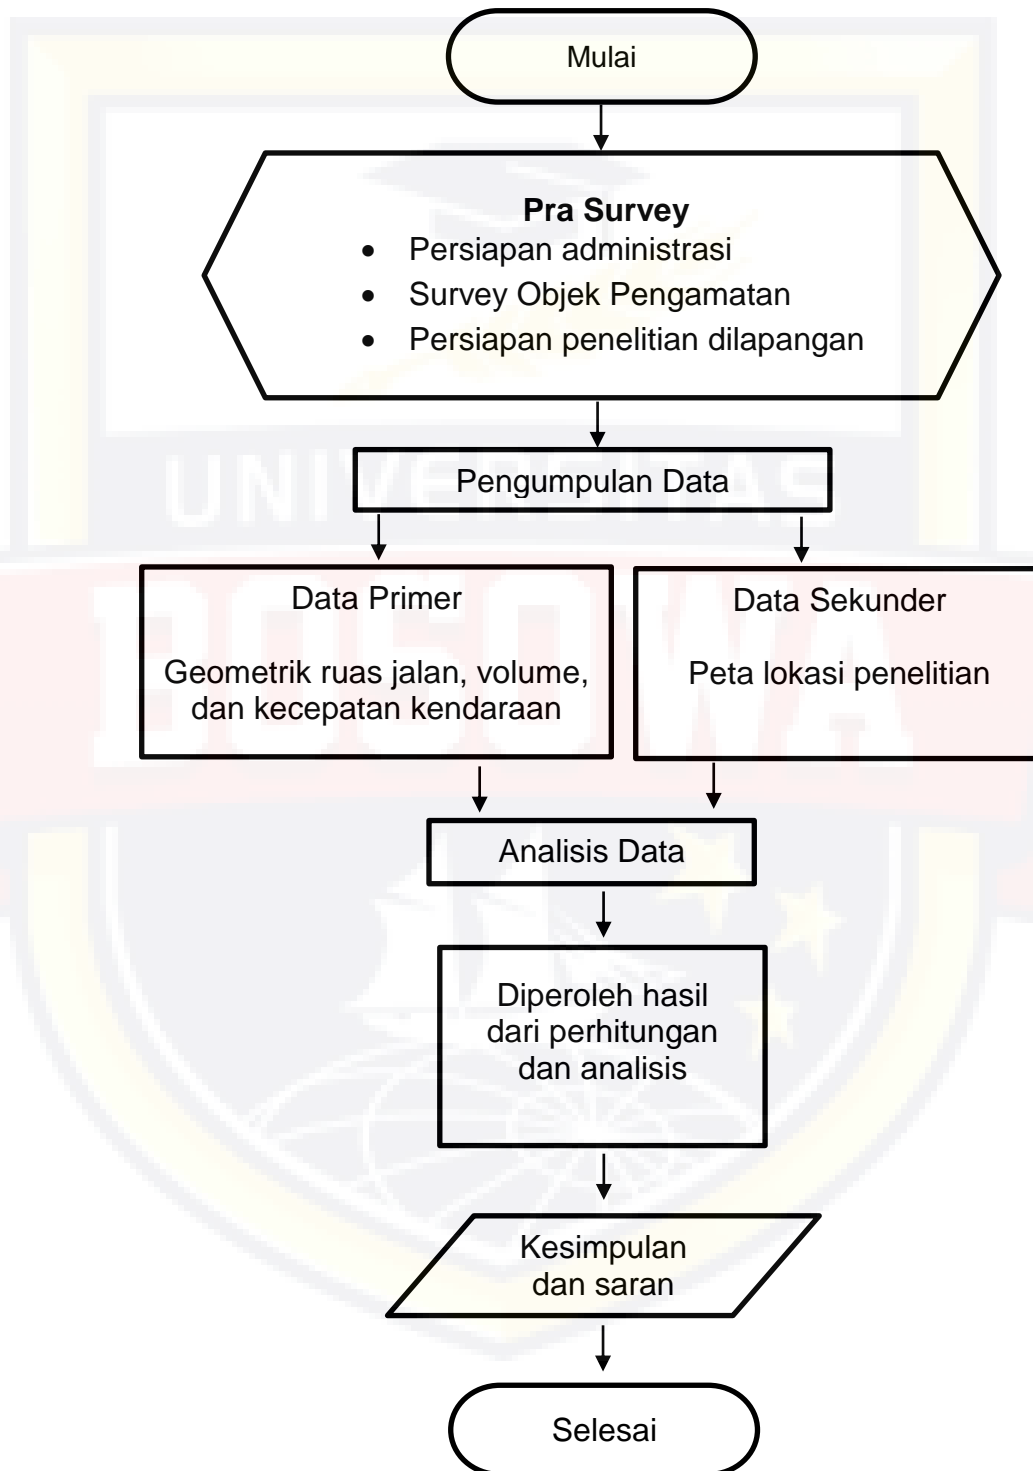 Mulai
Pra Survey
• Persiapan administrasi
• Survey Objek Pengamatan
• Persiapan penelitian dilapangan
UNIVERSITAS
Pengumpulan Data
BOSOWA
Data Primer
Geometrik ruas jalan, volume,
dan kecepatan kendaraan
Data Sekunder
Peta lokasi penelitian
Analisis Data
Diperoleh hasil
dari perhitungan
dan analisis
Kesimpulan
dan saran
Selesai